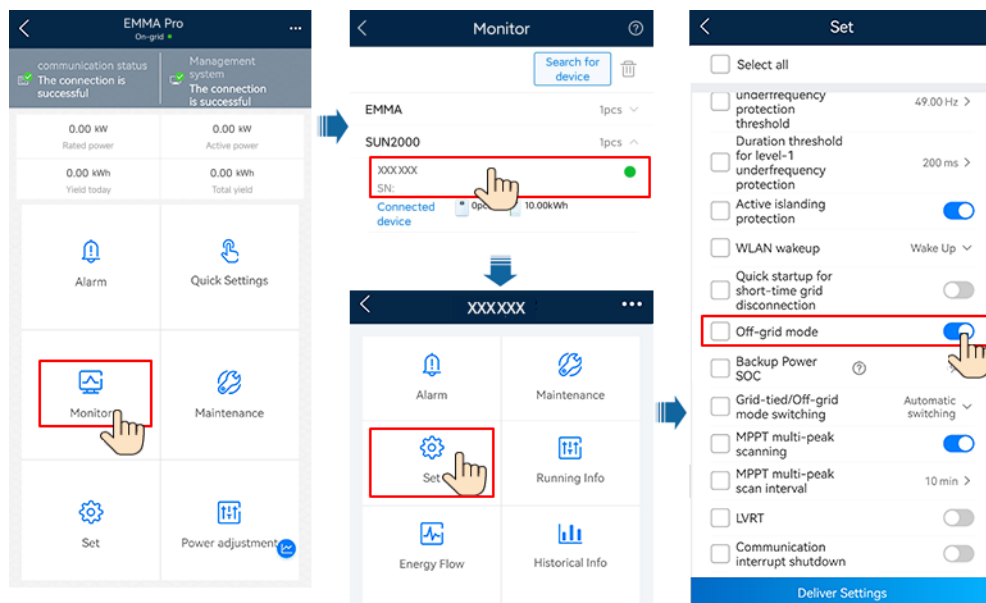 EMMA Pro
On-grid
communication status
The connection is
successful
Management
system
The connection
is successful
0.00 kW
Rated power
0.00 kW
Active power
0.00 kWh
Yield today
0.00 kWh
Total yield
Alarm
Quick Settings
Monitor
Maintenance
Set
Power adjustment
Monitor
Search for
device
EMMA
1pcs
SUN2000
1pcs
XXXXXX
SN:
Connected
device
10.00kWh
XXXXXX
Alarm
Maintenance
Set
Running Info
Energy Flow
Historical Info
Set
Select all
underfrequency
protection
threshold
49.00 Hz >
Duration threshold
for level-1
underfrequency
protection
200 ms >
Active islanding
protection
WLAN wakeup
Wake Up
Quick startup for
short-time grid
disconnection
Off-grid mode
Backup Power
SOC
Grid-tied/Off-grid
mode switching
Automatic
switching
MPPT multi-peak
scanning
MPPT multi-peak
scan interval
10 min >
LVRT
Communication
interrupt shutdown
Deliver Settings